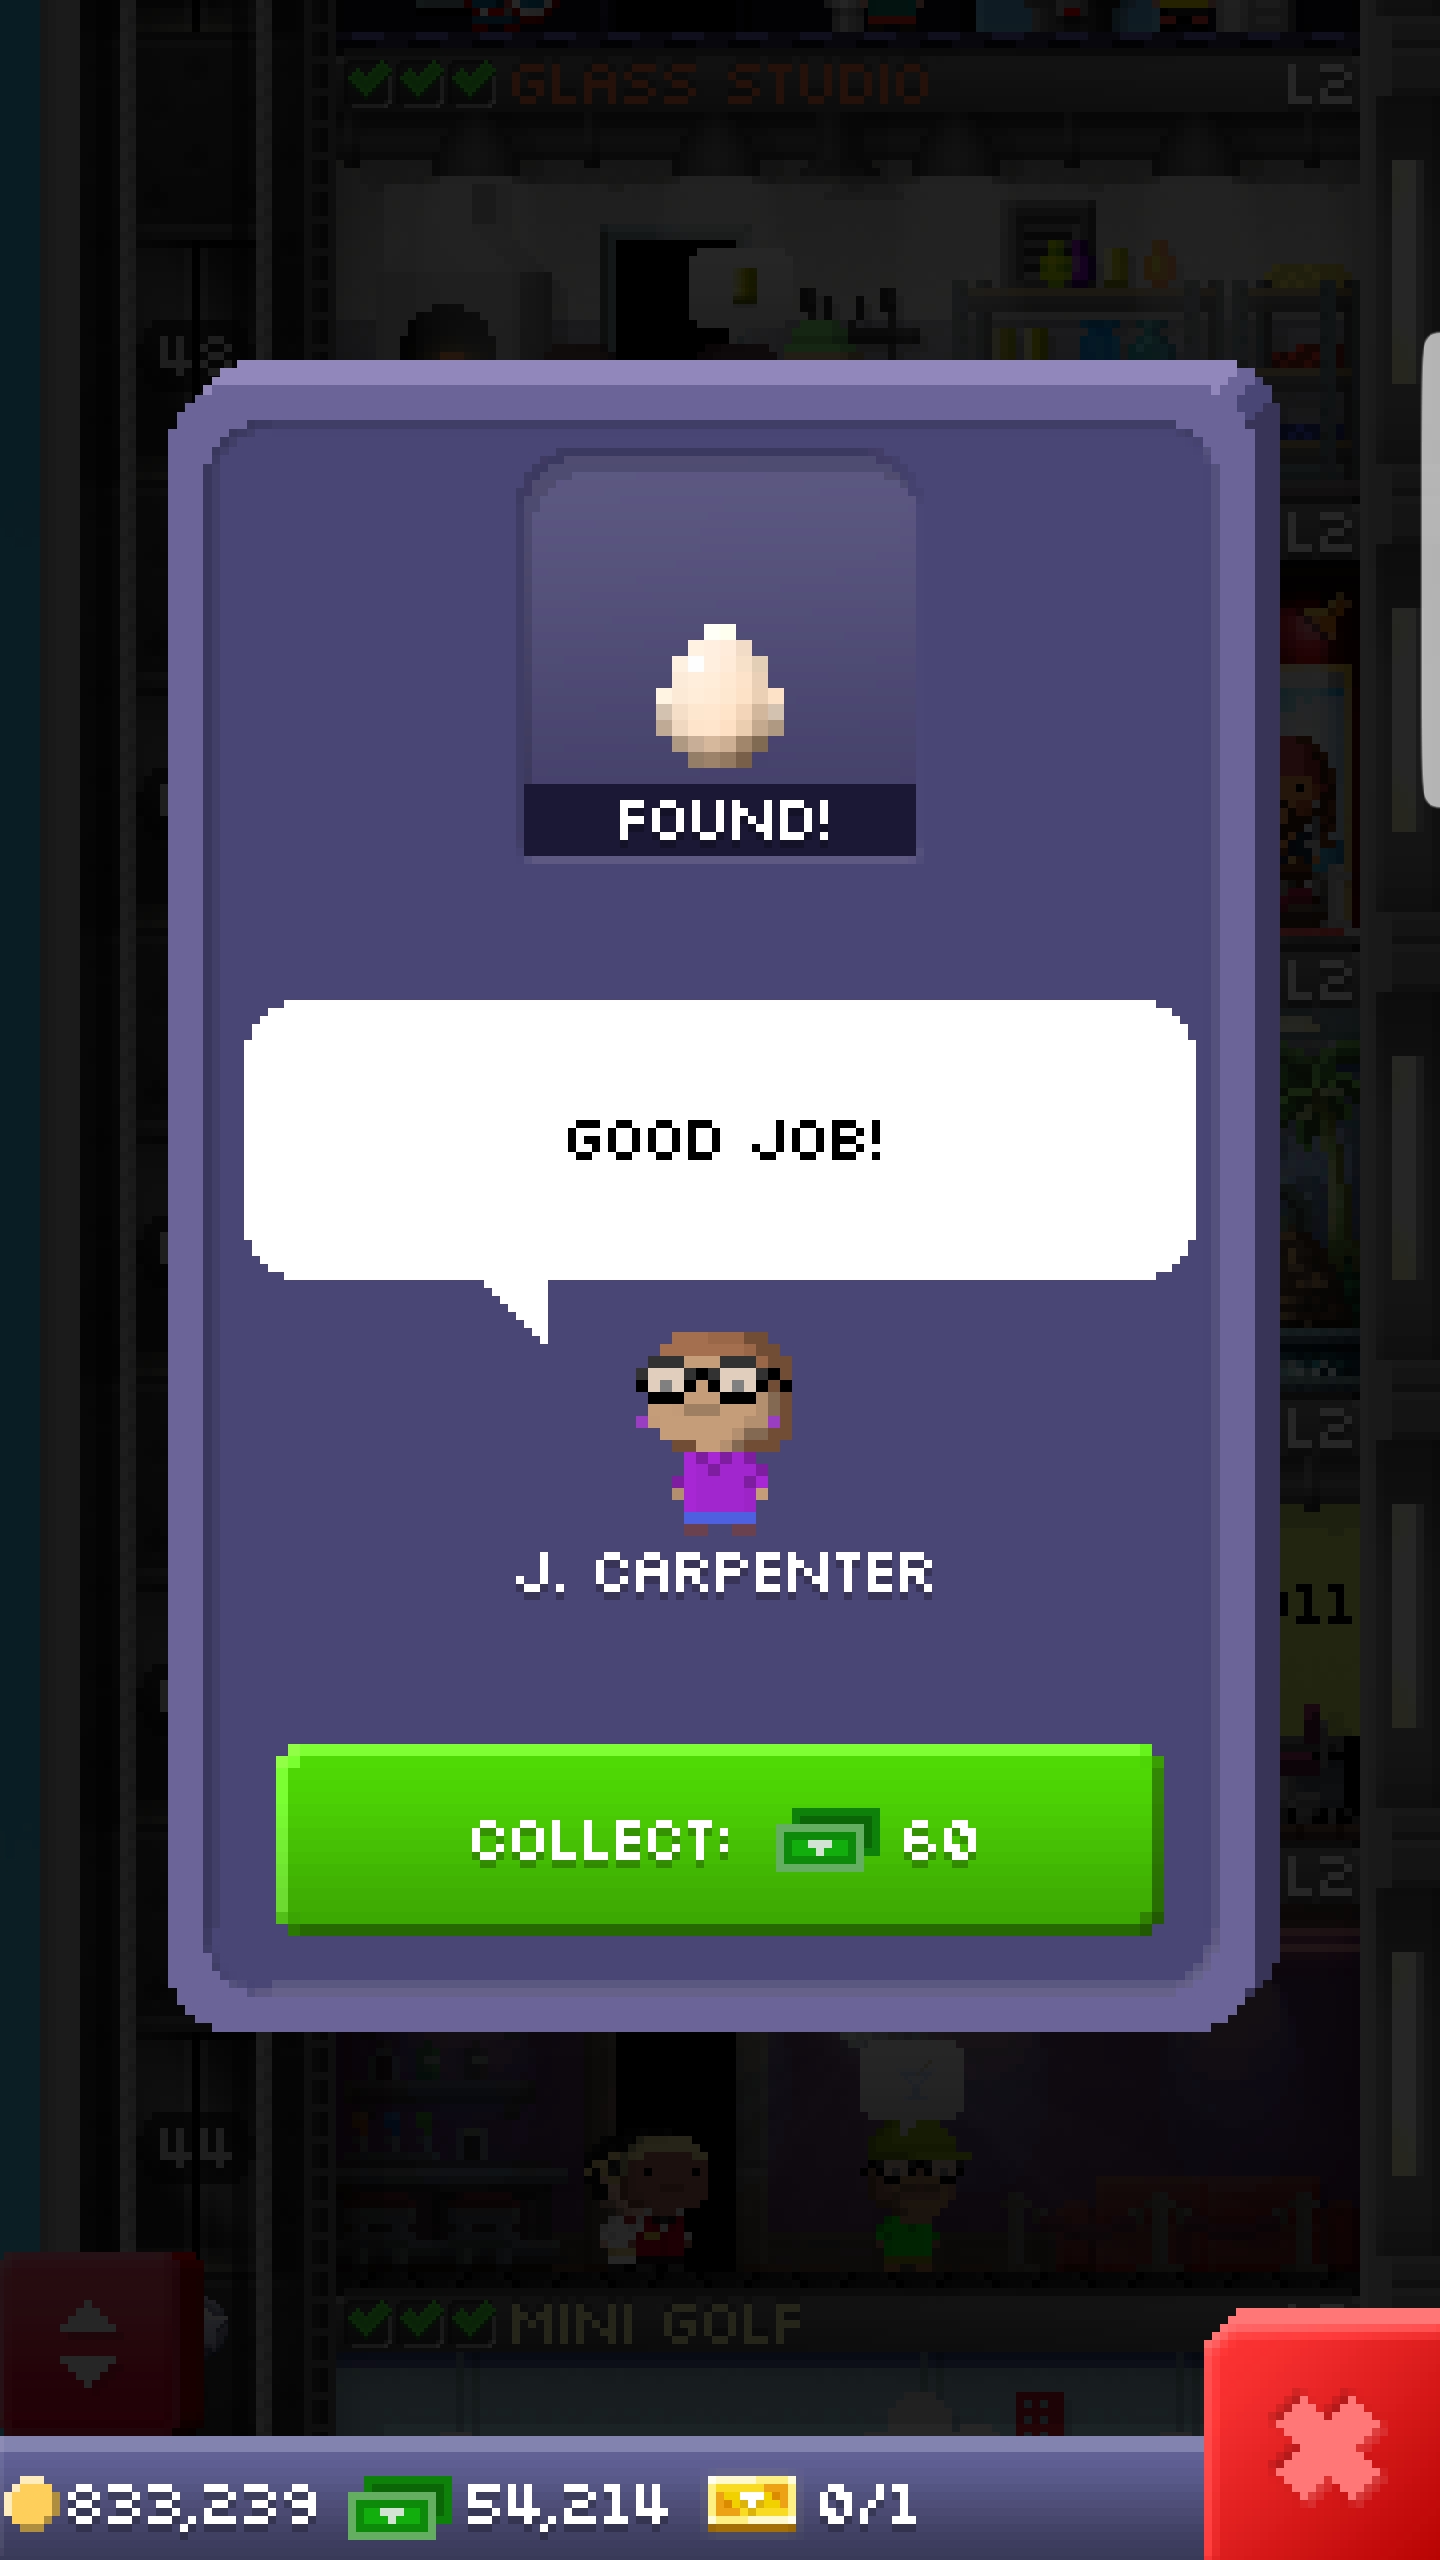 GLASS STUDIO L2
48
L2
FOUND!
L2
GOOD JOB!
L2
J. CARPENTER
11
COLLECT: 60
L2
44
MINI GOLF
833,239 54,214 0/1